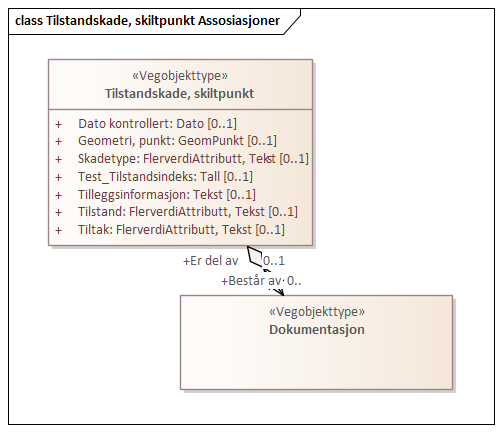 class Tilstandskade, skiltpunkt Assosiasjoner
«Vegobjekttype»
Tilstandskade, skiltpunkt
+ Dato kontrollert: Dato [0..1]
+ Geometri, punkt: GeomPunkt [0..1]
+ Skadetype: FlerverdiAttributt, Tekst [0..1]
+ Test_Tilstandsindeks: Tall [0..1]
+ Tilleggsinformasjon: Tekst [0..1]
+ Tilstand: FlerverdiAttributt, Tekst [0..1]
+ Tiltak: FlerverdiAttributt, Tekst [0..1]
+Er del av 0..1
+Består av 0..
«Vegobjekttype»
Dokumentasjon